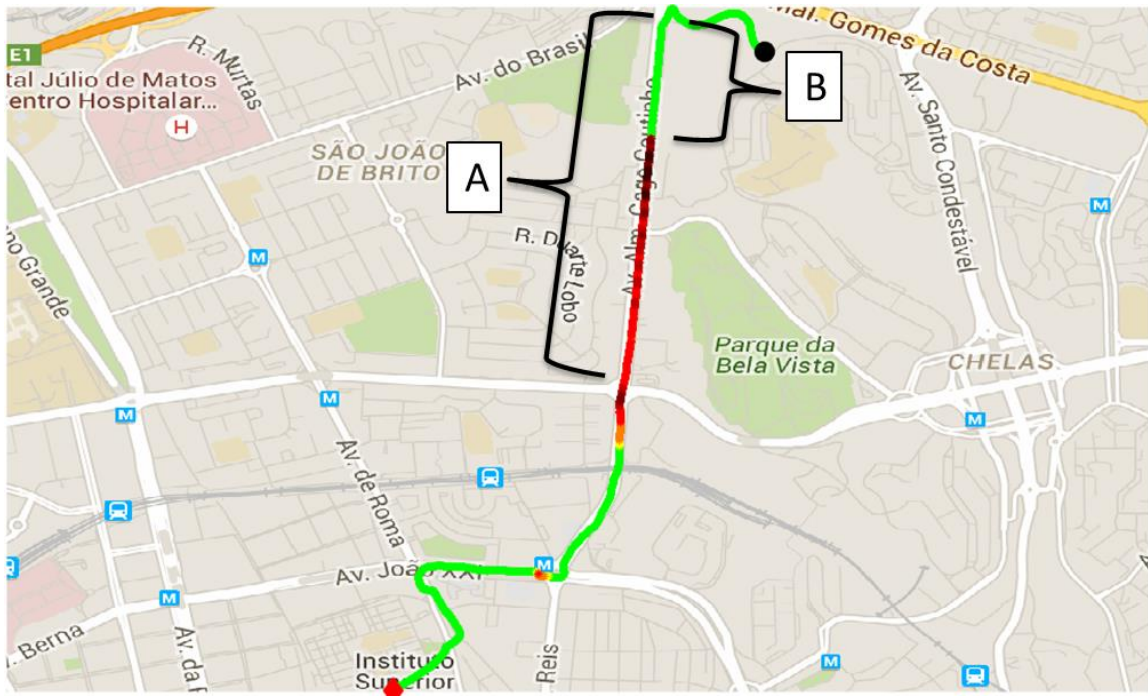 E1
tal Júlio de Matos
entro Hospitalar...
H
R. Murtas
Av. do Brasil
Mal. Gomes da Costa
B
A
SÃO JOÃO
DE BRITO
Av. Alm. Gago Coutinho
Av. Santo Condestável
M
R. Duarte Lobo
M
po Grande
Parque da
Bela Vista
CHELAS
M
M
M
Av. de Roma
Av. João XXI
M
M
Berna
Av. da
Instituto
Superior
Reis
M